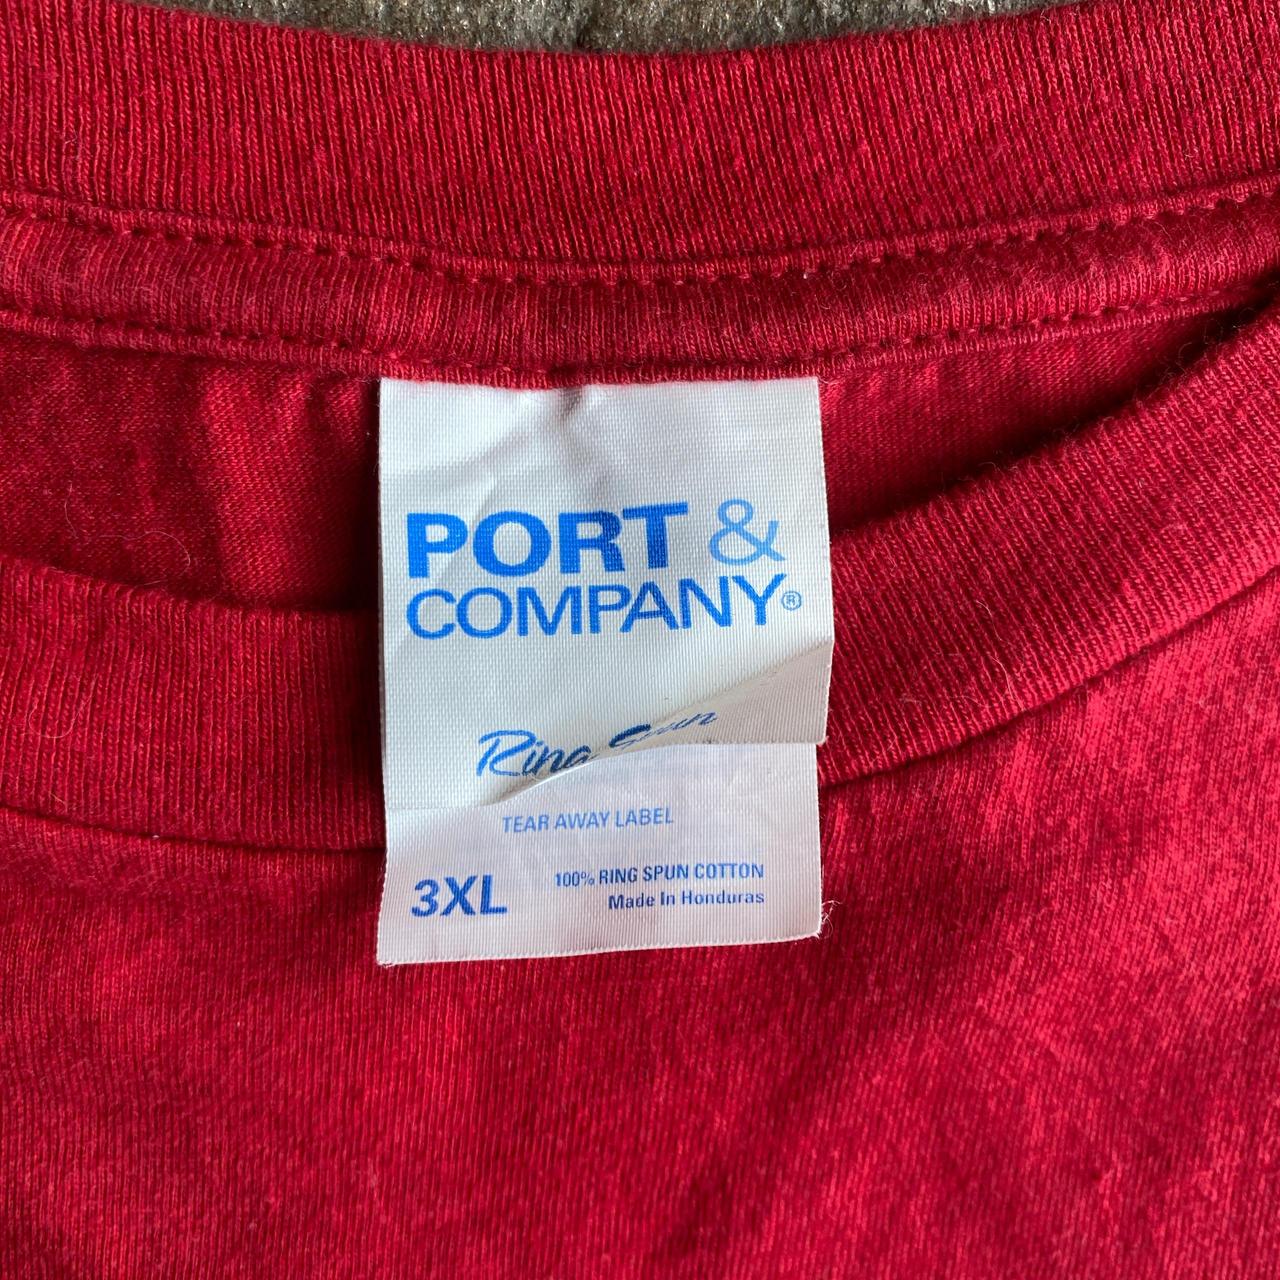 PORT &
COMPANY®
Ring Spun
TEAR AWAY LABEL
3XL
100% RING SPUN COTTON
Made In Honduras